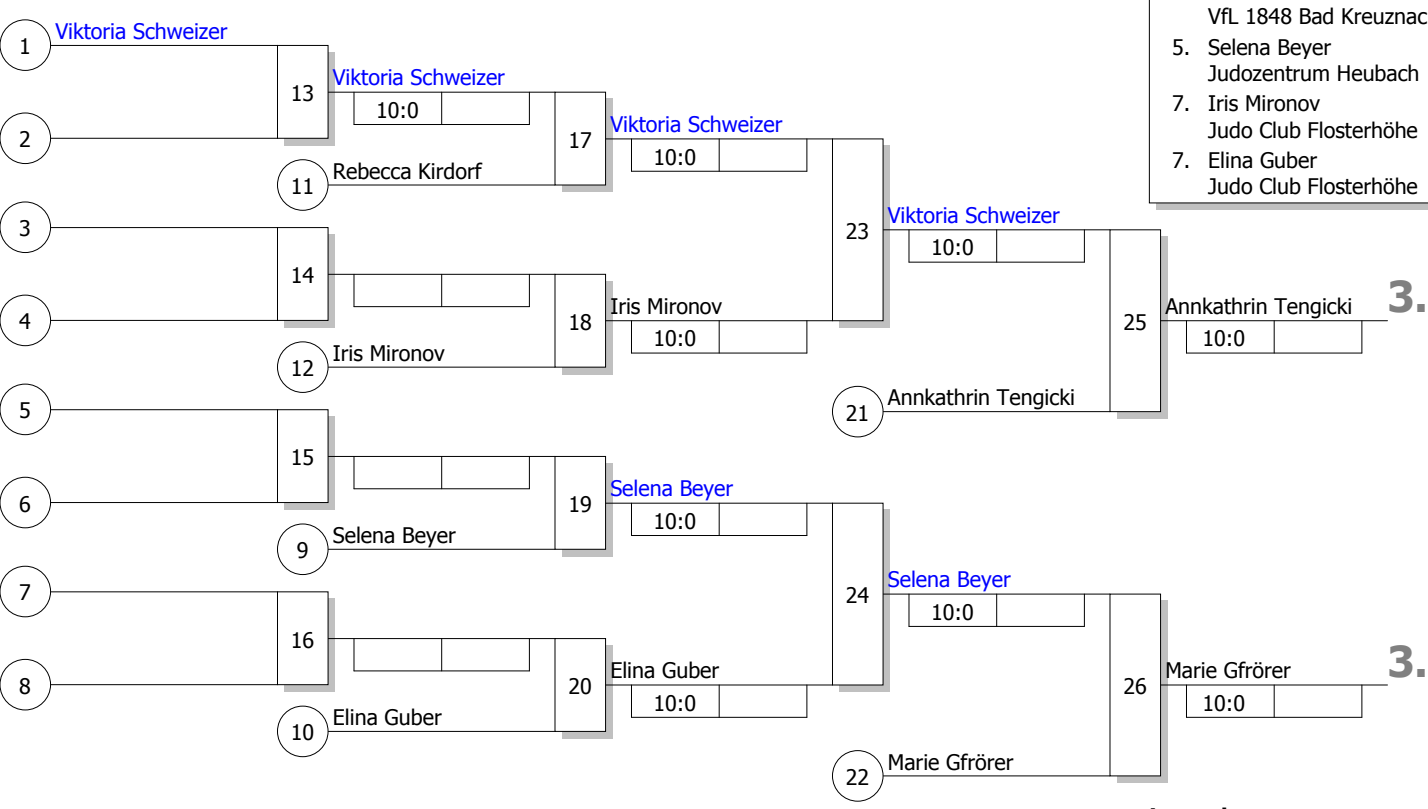 VfL 1848 Bad Kreuznac
5. Selena Beyer
Judozentrum Heubach
7. Iris Mironov
Judo Club Flosterhöhe
7. Elina Guber
Judo Club Flosterhöhe
1 Viktoria Schweizer
2
13 Viktoria Schweizer
10:0
11 Rebecca Kirdorf
17 Viktoria Schweizer
10:0
3
4
14
12 Iris Mironov
18 Iris Mironov
10:0
23 Viktoria Schweizer
10:0
21 Annkathrin Tengicki
25 Annkathrin Tengicki 3.
10:0
5
6
15
9 Selena Beyer
19 Selena Beyer
10:0
7
8
16
10 Elina Guber
20 Elina Guber
10:0
24 Selena Beyer
10:0
22 Marie Gfrörer
26 Marie Gfrörer 3.
10:0